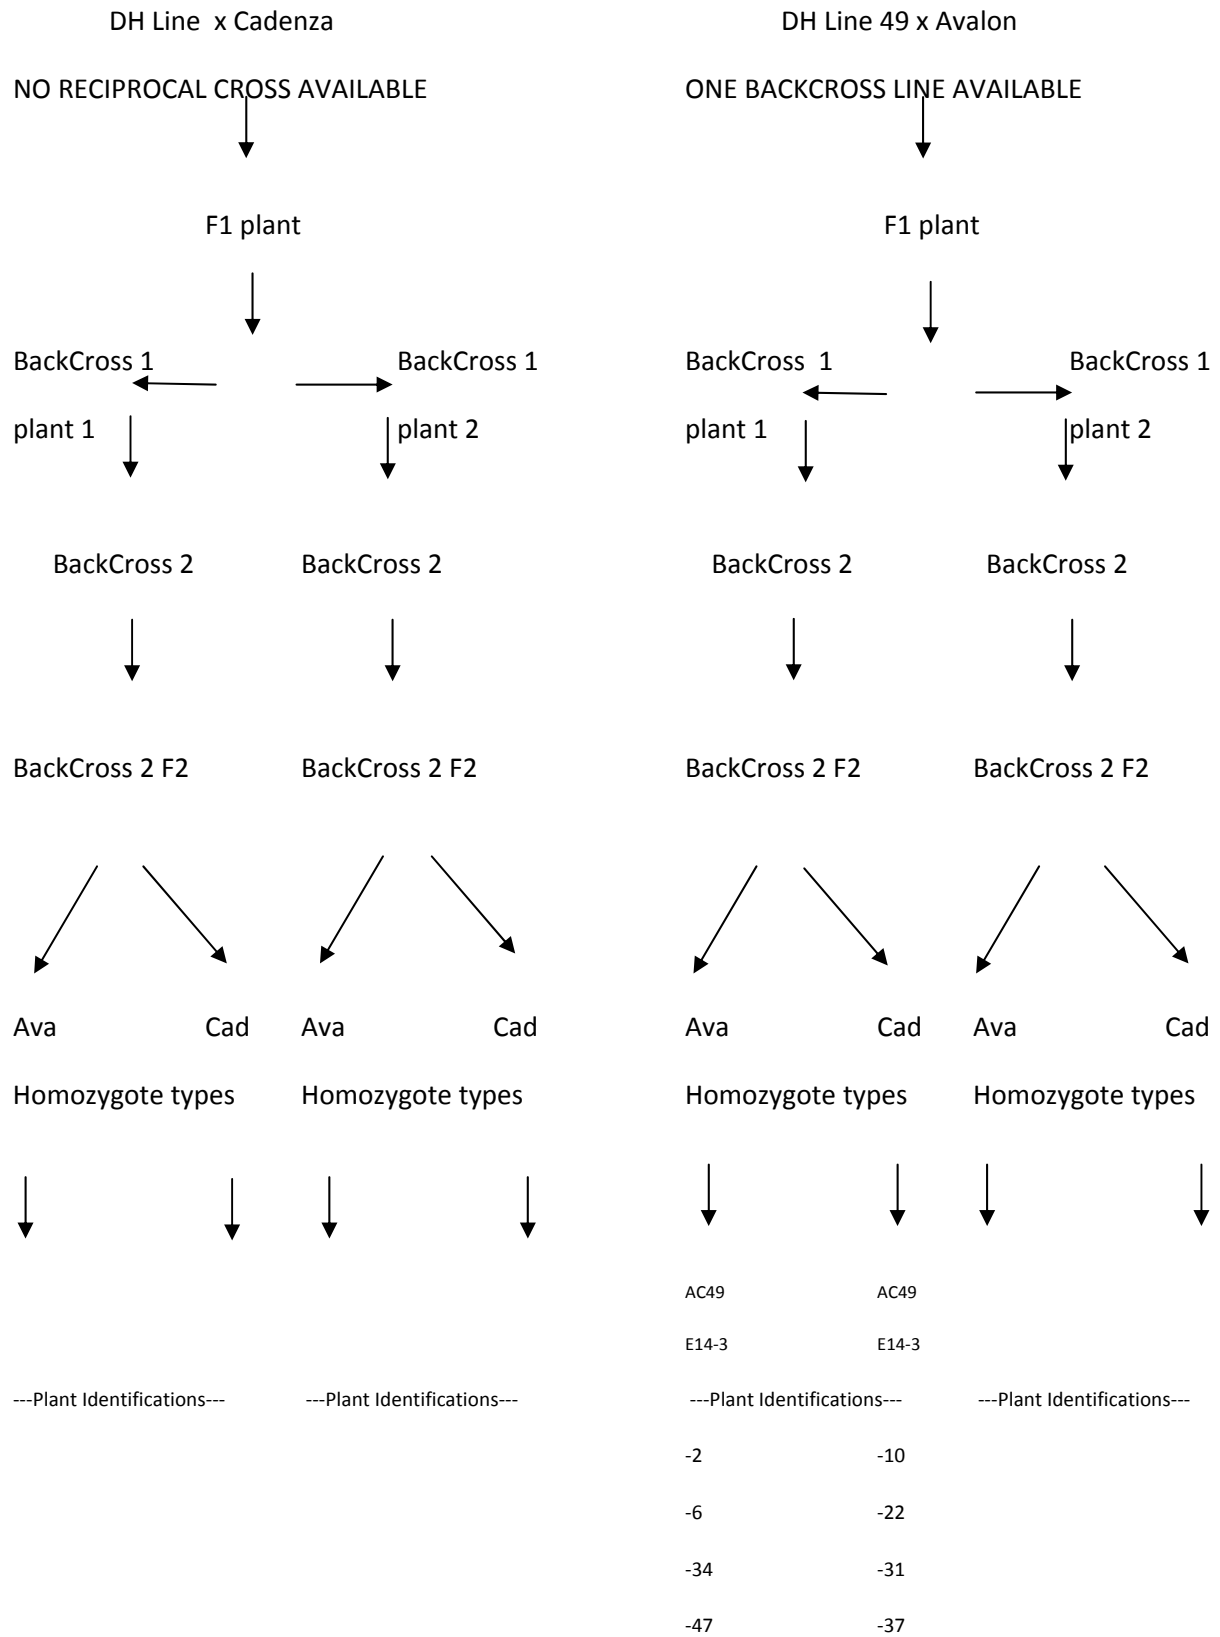 DH Line x Cadenza
DH Line 49 x Avalon
NO RECIPROCAL CROSS AVAILABLE
ONE BACKCROSS LINE AVAILABLE
F1 plant
F1 plant
BackCross 1
BackCross 1
BackCross 1
BackCross 1
plant 1
plant 2
plant 1
plant 2
BackCross 2
BackCross 2
BackCross 2
BackCross 2
BackCross 2 F2
BackCross 2 F2
BackCross 2 F2
BackCross 2 F2
Ava Cad
Ava Cad
Ava Cad
Ava Cad
Homozygote types
Homozygote types
Homozygote types
Homozygote types
AC49
AC49
E14-3
E14-3
---Plant Identifications---
---Plant Identifications---
---Plant Identifications---
---Plant Identifications---
-2
-10
-6
-22
-34
-31
-47
-37